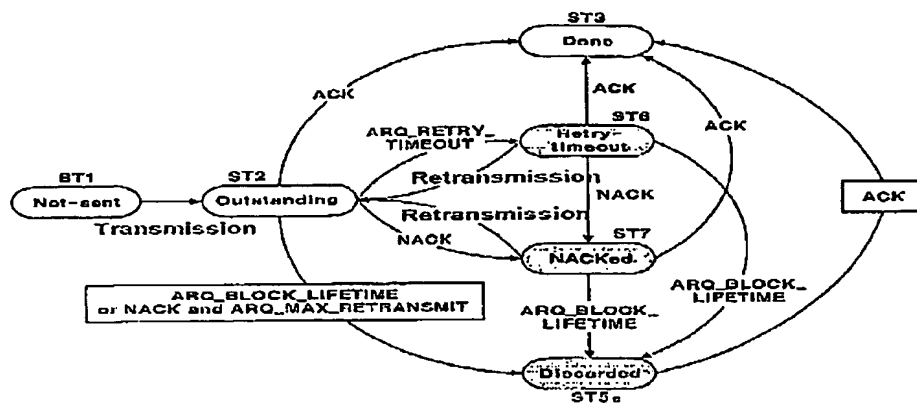 ST3
Done
ACK
ACK
ST6
Retry-
timeout
ACK
ARQ_RETRY_
TIMEOUT
Retransmission
ST1
Not-sent
ST2
Outstanding
NACK
ACK
Transmission
Retransmission
NACK
ST7
NACKed
ARQ_BLOCK_LIFETIME
or NACK and ARQ_MAX_RETRANSMIT
ARQ_BLOCK_
LIFETIME
ARQ_BLOCK_
LIFETIME
Discarded
ST5a